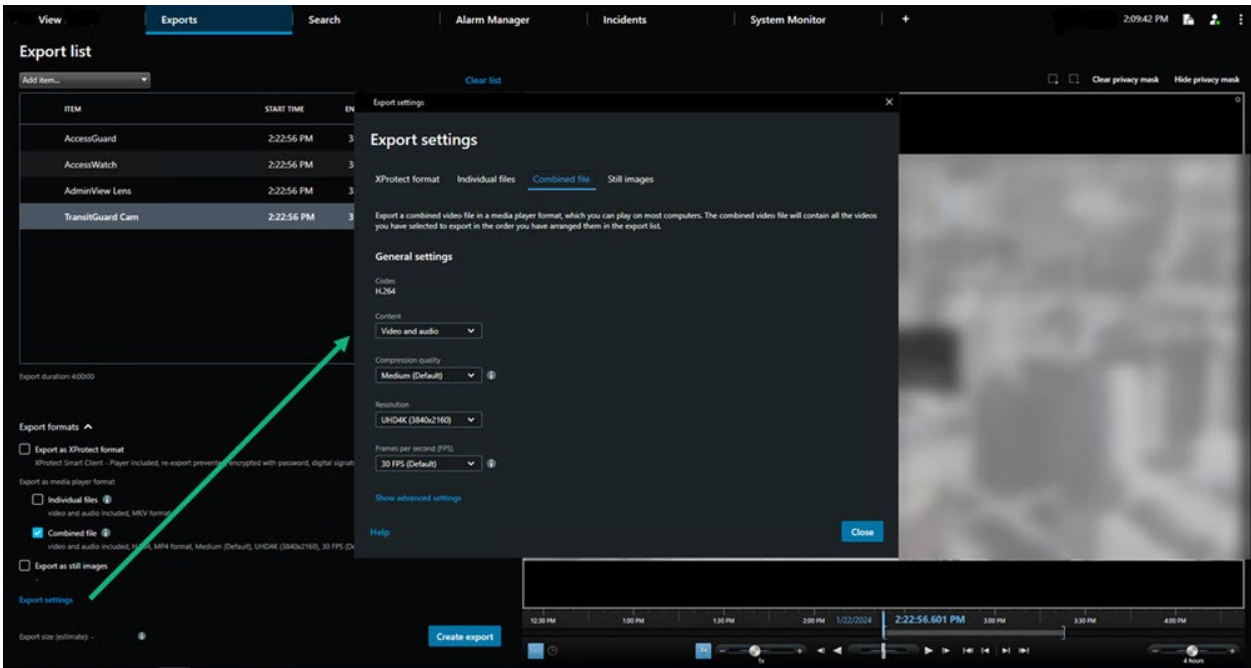 View
Exports
Search
Alarm Manager
Incidents
System Monitor
+
2:09:42 PM
Export list
Add item...
Clear list
Clear privacy mask
Hide privacy mask
ITEM START TIME EN
AccessGuard 2:22:56 PM 3
AccessWatch 2:22:56 PM 3
AdminView Lens 2:22:56 PM 3
TransitGuard Cam 2:22:56 PM 3
Export duration: 4:00:00
Export formats
Export as XProtect format
XProtect Smart Client - Player included, re-export prevented, encrypted with password, digital signat
Export as media player format
Individual files
video and audio included, MKV format
Combined file
video and audio included, H.264, MP4 format, Medium (Default), UHD4K (3840x2160), 30 FPS (De
Export as still images
-
Export settings
Export size (estimate): -
Create export
Export settings
Export settings
XProtect format Individual files Combined file Still images
Export a combined video file in a media player format, which you can play on most computers. The combined video file will contain all the videos
you have selected to export in the order you have arranged them in the export list.
General settings
Codec
H.264
Content
Video and audio
Compression quality
Medium (Default)
Resolution
UHD4K (3840x2160)
Frames per second (FPS)
30 FPS (Default)
Show advanced settings
Help
Close
12:30 PM 1:00 PM 1:30 PM 2:00 PM 1/22/2024 2:22:56.601 PM 3:00 PM 3:30 PM 4:00 PM
1x
1x
4 hours